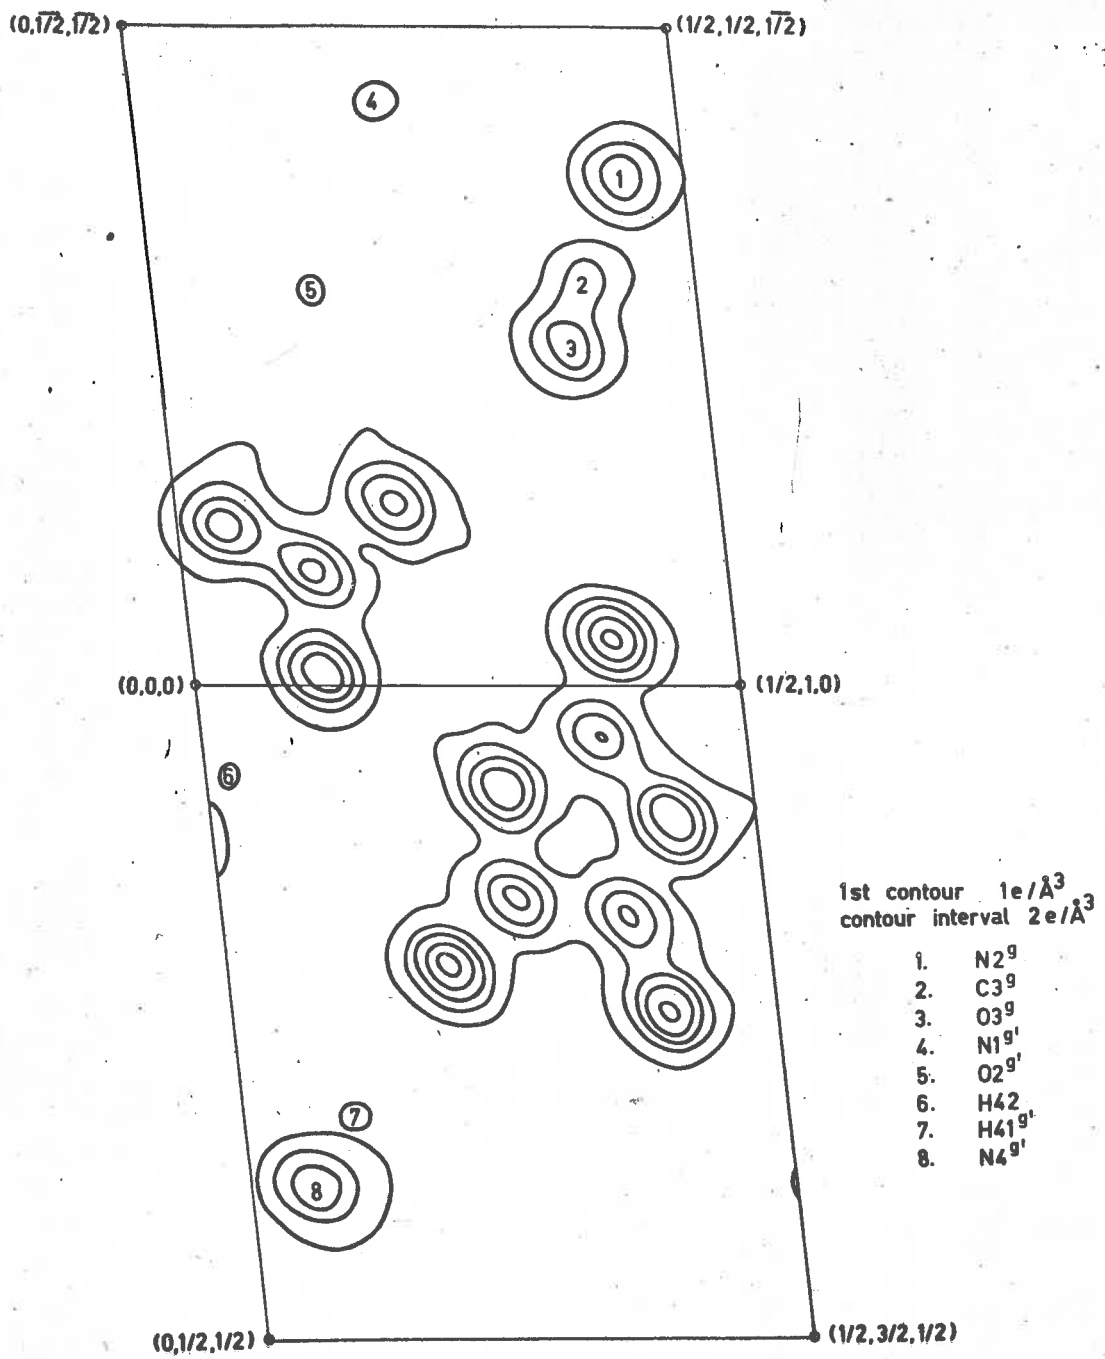 (0,1̅/̅2̅,1̅/̅2̅)
(1/2,1/2,1̅/̅2̅)
4
1
5
2
3
(0,0,0)
(1/2,1,0)
6
1st contour 1e/Å³
contour interval 2e/Å³
1. N2ᵍ
2. C3ᵍ
3. O3ᵍ
4. N1ᵍ'
5. O2ᵍ'
6. H42
7. H41ᵍ'
8. N4ᵍ'
7
8
(0,1/2,1/2)
(1/2,3/2,1/2)